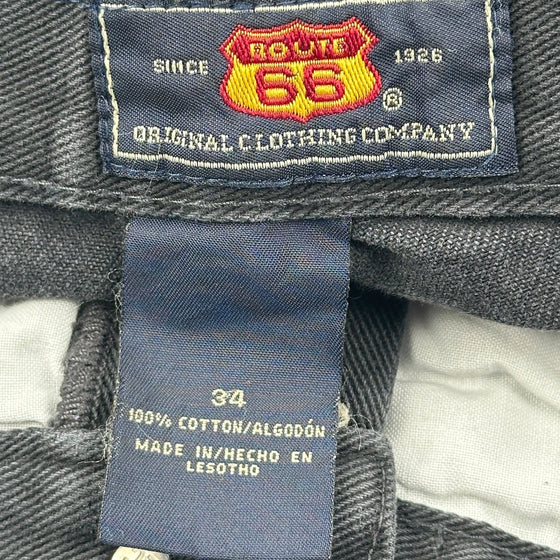 ROUTE
SINCE 66 1926
®
ORIGINAL CLOTHING COMPANY
34
100% COTTON/ALGODÓN
MADE IN/HECHO EN
LESOTHO